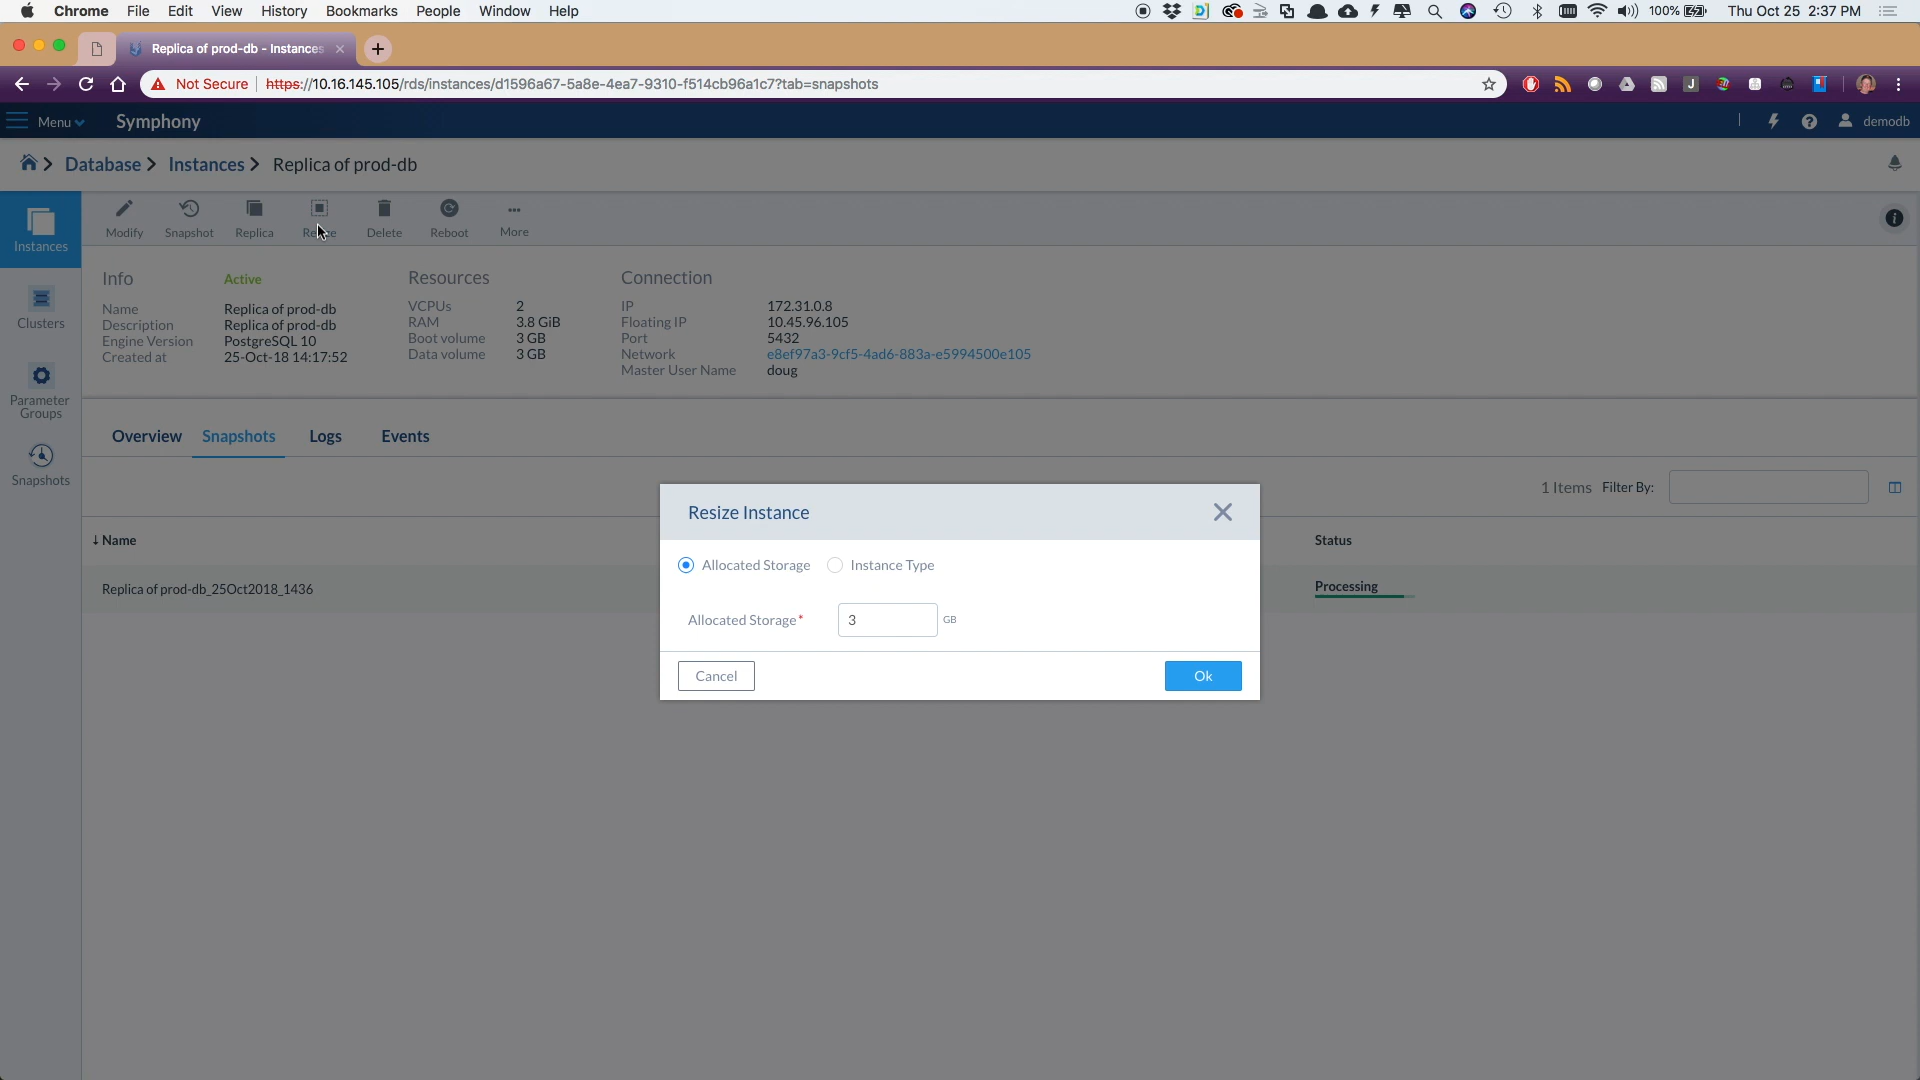 Chrome File Edit View History Bookmarks People Window Help 100% Thu Oct 25 2:37 PM
Replica of prod-db - Instances
Not Secure https://10.16.145.105/rds/instances/d1596a67-5a8e-4ea7-9310-f514cb96a1c7?tab=snapshots
Menu Symphony demodb
Database Instances Replica of prod-db
Instances
Clusters
Parameter
Groups
Snapshots
Modify Snapshot Replica Delete Reboot More
Info Active
Name Replica of prod-db
Description Replica of prod-db
Engine Version PostgreSQL 10
Created at 25-Oct-18 14:17:52
Resources
VCPUs 2
RAM 3.8 GiB
Boot volume 3 GB
Data volume 3 GB
Connection
IP 172.31.0.8
Floating IP 10.45.96.105
Port 5432
Network e8ef97a3-9cf5-4ad6-883a-e5994500e105
Master User Name doug
Overview Snapshots Logs Events
1 Items Filter By:
Name Status
Replica of prod-db_25Oct2018_1436 Processing
Resize Instance
Allocated Storage Instance Type
Allocated Storage* 3 GB
Cancel Ok